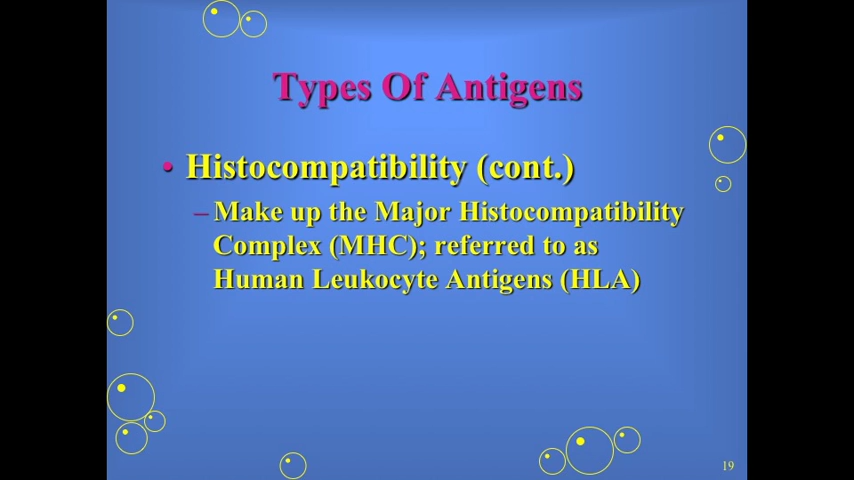 Types Of Antigens
• Histocompatibility (cont.)
– Make up the Major Histocompatibility
Complex (MHC); referred to as
Human Leukocyte Antigens (HLA)
19